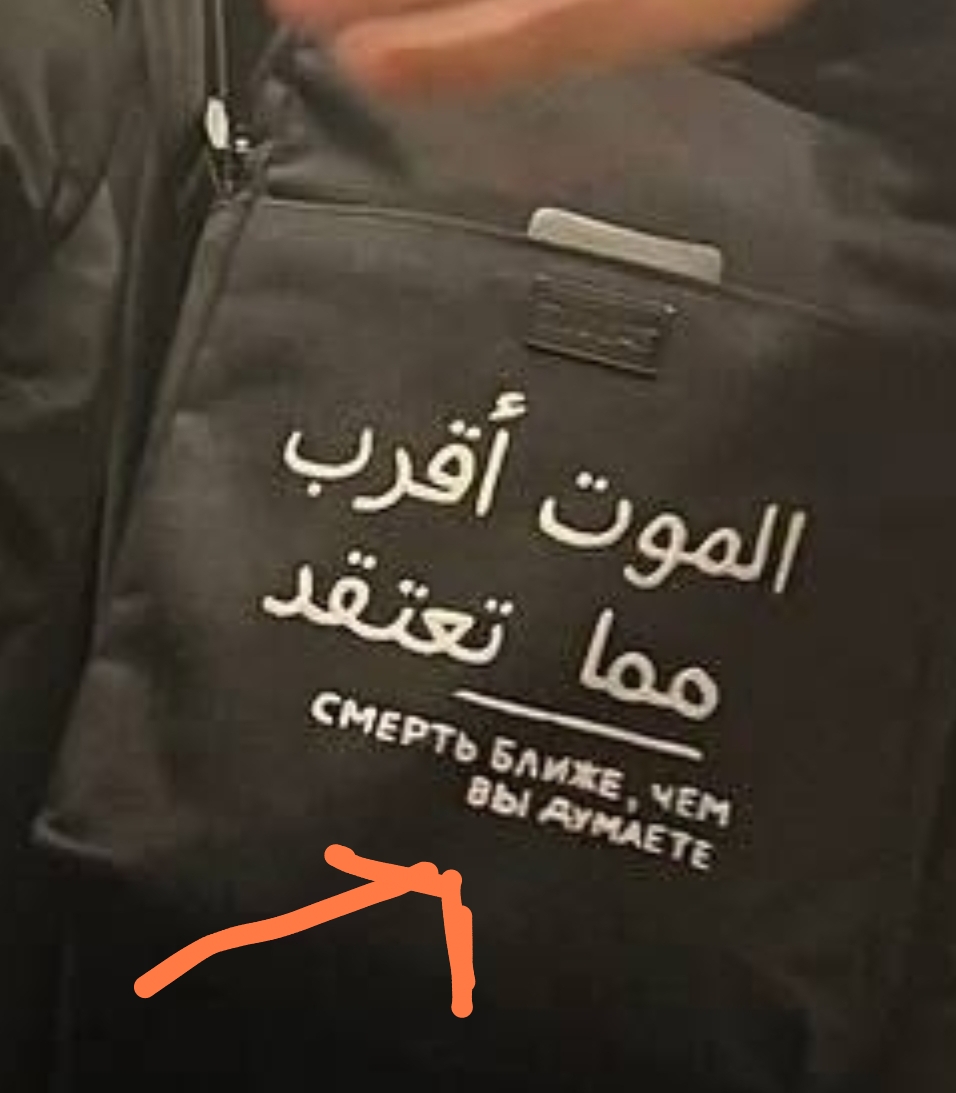 الموت أقرب
مما تعتقد
СМЕРТЬ БЛИЖЕ, ЧЕМ
ВЫ ДУМАЕТЕ